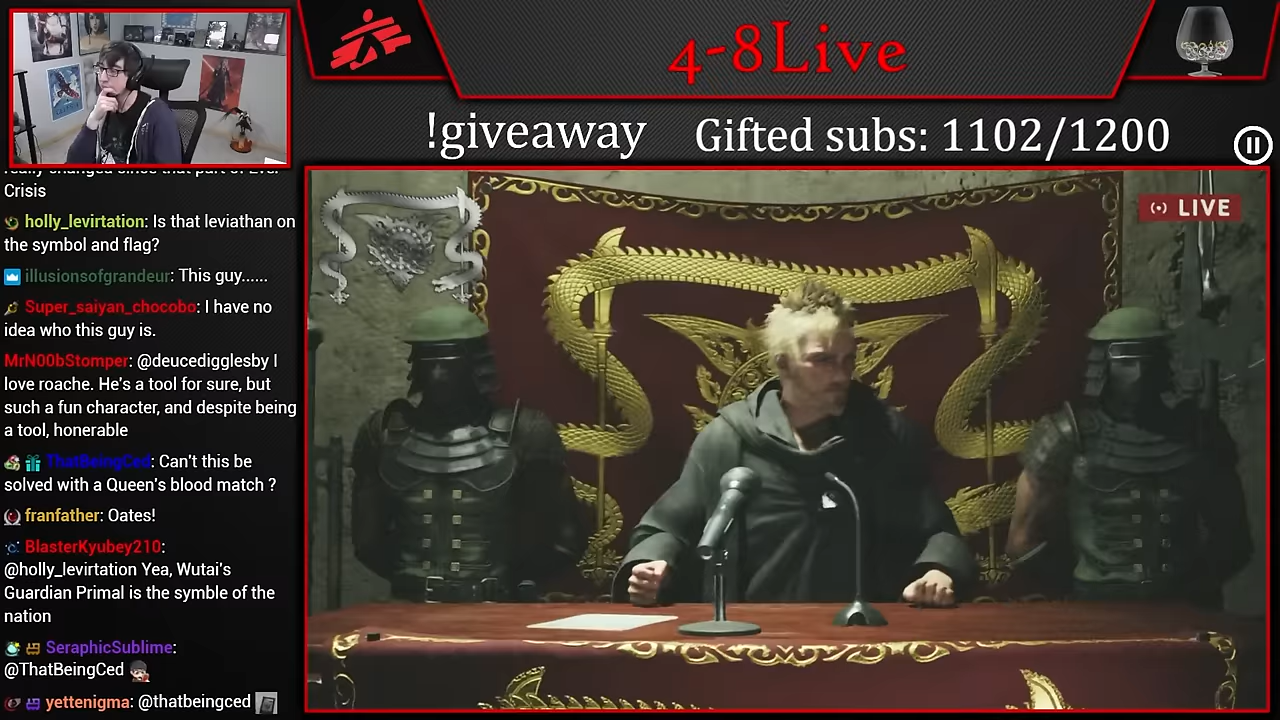 4-8Live
!giveaway Gifted subs: 1102/1200
LIVE
Crisis
holly_levirtation: Is that leviathan on
the symbol and flag?
illusionsofgrandeur: This guy......
Super_saiyan_chocobo: I have no
idea who this guy is.
MrN00bStomper: @deucedigglesby I
love roache. He's a tool for sure, but
such a fun character, and despite being
a tool, honerable
ThatBeingCed: Can't this be
solved with a Queen's blood match ?
franfather: Oates!
BlasterKyubey210:
@holly_levirtation Yea, Wutai's
Guardian Primal is the symble of the
nation
SeraphicSublime:
@ThatBeingCed
yettenigma: @thatbeingced